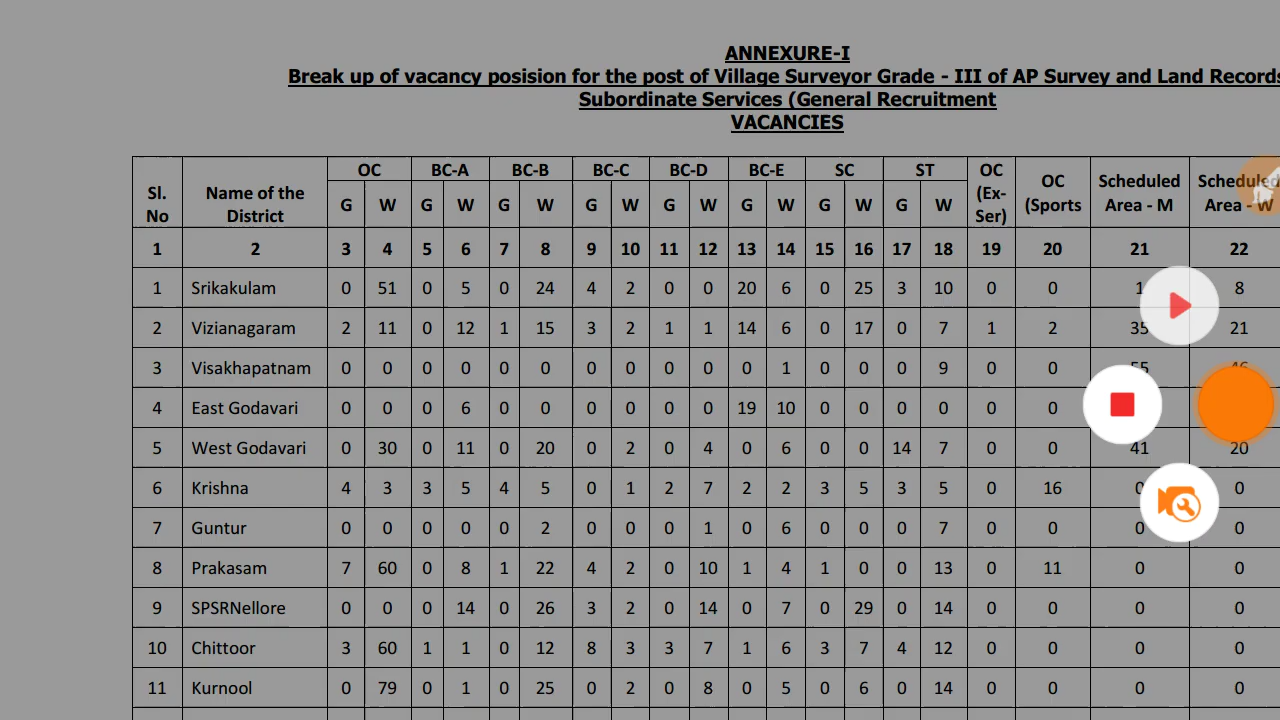 ANNEXURE-I
Break up of vacancy posision for the post of Village Surveyor Grade - III of AP Survey and Land Records
Subordinate Services (General Recruitment
VACANCIES
Sl. No Name of the District OC BC-A BC-B BC-C BC-D BC-E SC ST OC (Ex-Ser) OC (Sports Scheduled Area - M Scheduled Area - W
G W G W G W G W G W G W G W G W
1 2 3 4 5 6 7 8 9 10 11 12 13 14 15 16 17 18 19 20 21 22
1 Srikakulam 0 51 0 5 0 24 4 2 0 0 20 6 0 25 3 10 0 0 8
2 Vizianagaram 2 11 0 12 1 15 3 2 1 1 14 6 0 17 0 7 1 2 35 21
3 Visakhapatnam 0 0 0 0 0 0 0 0 0 0 0 1 0 0 0 9 0 0 55 46
4 East Godavari 0 0 0 6 0 0 0 0 0 0 19 10 0 0 0 0 0 0
5 West Godavari 0 30 0 11 0 20 0 2 0 4 0 6 0 0 14 7 0 0 41 20
6 Krishna 4 3 3 5 4 5 0 1 2 7 2 2 3 5 3 5 0 16 0 0
7 Guntur 0 0 0 0 0 2 0 0 0 1 0 6 0 0 0 7 0 0 0 0
8 Prakasam 7 60 0 8 1 22 4 2 0 10 1 4 1 0 0 13 0 11 0 0
9 SPSRNellore 0 0 0 14 0 26 3 2 0 14 0 7 0 29 0 14 0 0 0 0
10 Chittoor 3 60 1 1 0 12 8 3 3 7 1 6 3 7 4 12 0 0 0 0
11 Kurnool 0 79 0 1 0 25 0 2 0 8 0 5 0 6 0 14 0 0 0 0